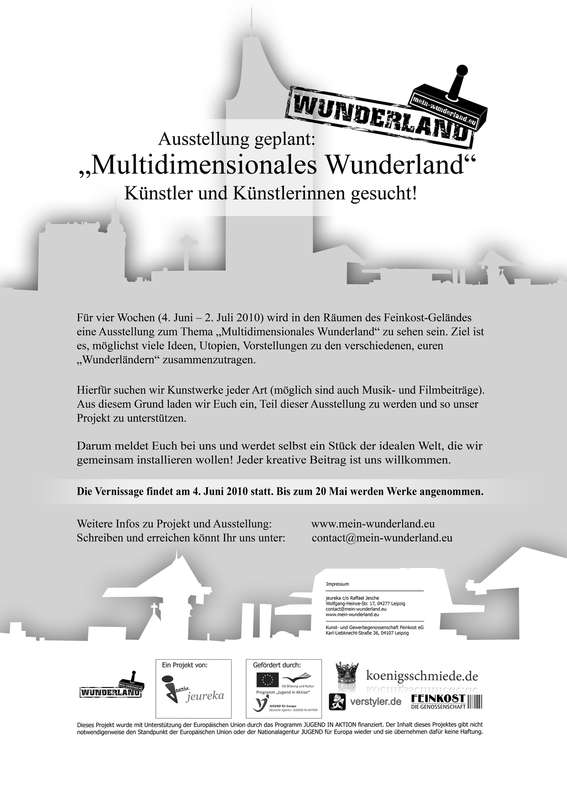 WUNDERLAND
mein-wunderland.eu
Ausstellung geplant:
„Multidimensionales Wunderland“
Künstler und Künstlerinnen gesucht!
Für vier Wochen (4. Juni – 2. Juli 2010) wird in den Räumen des Feinkost-Geländes
eine Ausstellung zum Thema „Multidimensionales Wunderland“ zu sehen sein. Ziel ist
es, möglichst viele Ideen, Utopien, Vorstellungen zu den verschiedenen, euren
„Wunderländern“ zusammenzutragen.
Hierfür suchen wir Kunstwerke jeder Art (möglich sind auch Musik- und Filmbeiträge).
Aus diesem Grund laden wir Euch ein, Teil dieser Ausstellung zu werden und so unser
Projekt zu unterstützen.
Darum meldet Euch bei uns und werdet selbst ein Stück der idealen Welt, die wir
gemeinsam installieren wollen! Jeder kreative Beitrag ist uns willkommen.
Die Vernissage findet am 4. Juni 2010 statt. Bis zum 20 Mai werden Werke angenommen.
Weitere Infos zu Projekt und Ausstellung: www.mein-wunderland.eu
Schreiben und erreichen könnt Ihr uns unter: contact@mein-wunderland.eu
Impressum
jeureka c/o Raffael Jesche
Wolfgang-Heinze-Str. 17, 04277 Leipzig
contact@mein-wunderland.eu
www.mein-wunderland.eu
Kunst- und Gewerbegenossenschaft Feinkost eG
Karl-Liebknecht-Straße 36, 04107 Leipzig
WUNDERLAND
Ein Projekt von:
jeureka
Gefördert durch:
Programm „Jugend in Aktion“
JUGEND für Europa
koenigsschmiede.de
verstyler.de
FEINKOST
DIE GENOSSENSCHAFT
Dieses Projekt wurde mit Unterstützung der Europäischen Union durch das Programm JUGEND IN AKTION finanziert. Der Inhalt dieses Projektes gibt nicht
notwendigerweise den Standpunkt der Europäischen Union oder der Nationalagentur JUGEND für Europa wieder und sie übernehmen dafür keine Haftung.